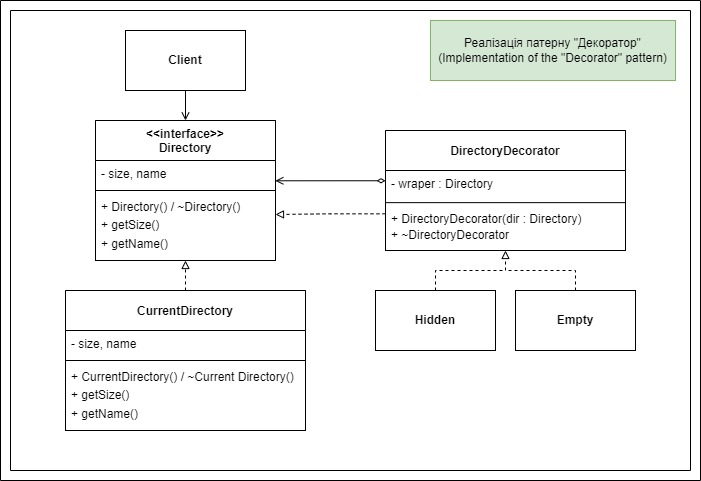 Реалізація патерну "Декоратор"
(Implementation of the "Decorator" pattern)
Client
<<interface>>
Directory
- size, name
+ Directory() / ~Directory()
+ getSize()
+ getName()
DirectoryDecorator
- wraper : Directory
+ DirectoryDecorator(dir : Directory)
+ ~DirectoryDecorator
CurrentDirectory
- size, name
+ CurrentDirectory() / ~Current Directory()
+ getSize()
+ getName()
Hidden
Empty